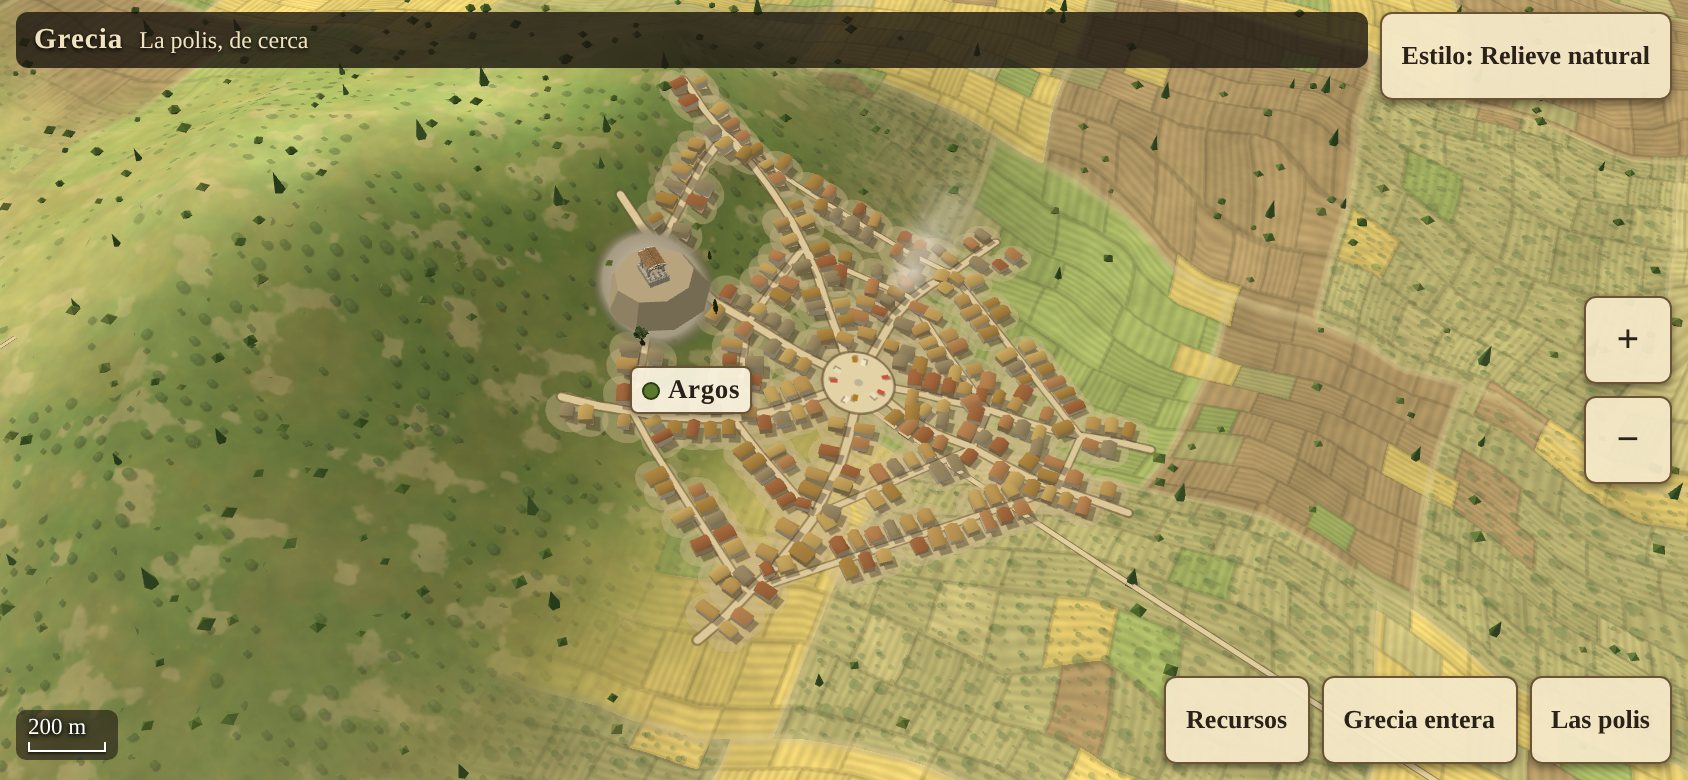 Grecia La polis, de cerca
Estilo: Relieve natural
+
Argos
−
Recursos
Grecia entera
Las polis
200 m